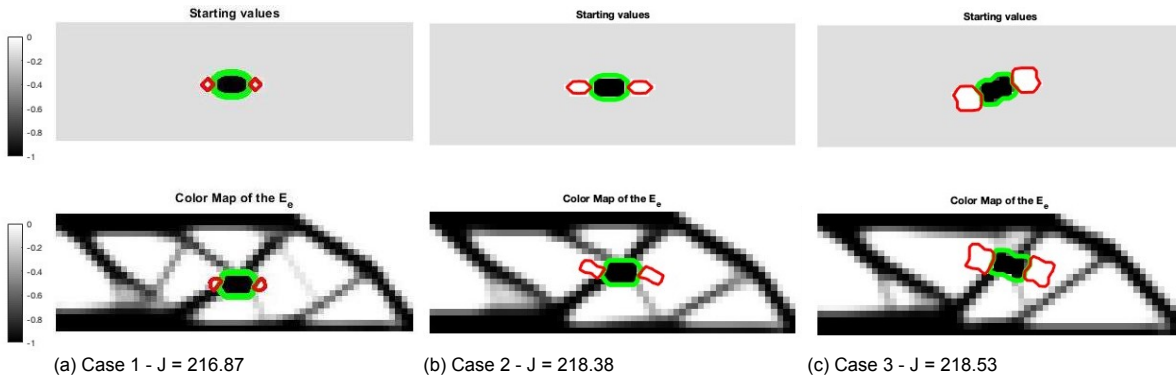 Starting values
Starting values
Starting values
0
-0.2
-0.4
-0.6
-0.8
-1
Color Map of the E_e
Color Map of the E_e
Color Map of the E_e
0
-0.2
-0.4
-0.6
-0.8
-1
(a) Case 1 - J = 216.87
(b) Case 2 - J = 218.38
(c) Case 3 - J = 218.53